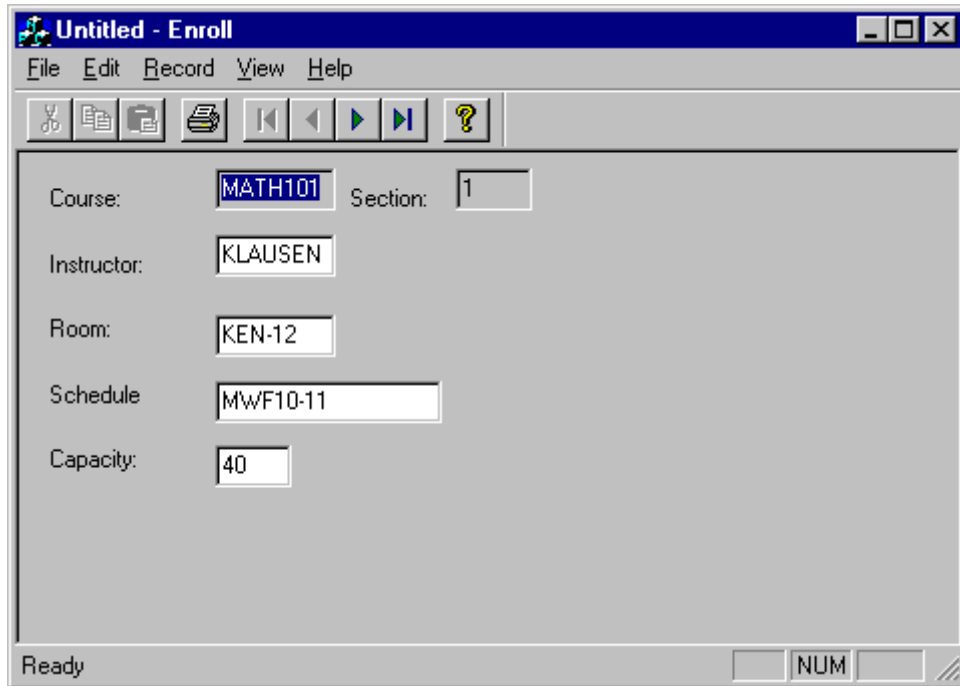 Untitled - Enroll
File Edit Record View Help
?
Course: MATH101 Section: 1
Instructor: KLAUSEN
Room: KEN-12
Schedule MWF10-11
Capacity: 40
Ready NUM